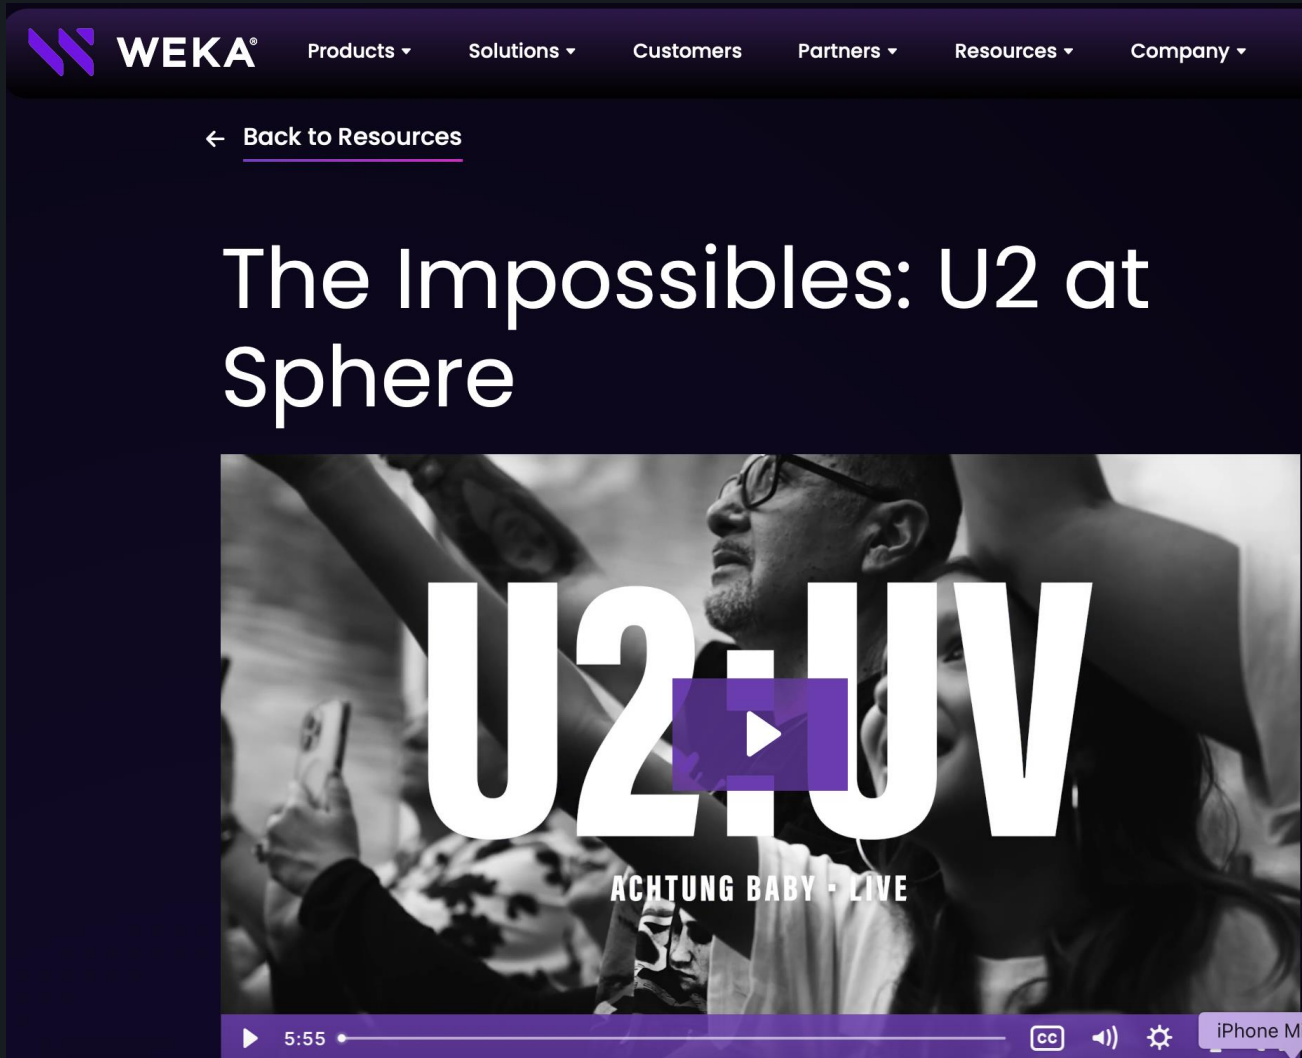 WEKA®
Products
Solutions
Customers
Partners
Resources
Company
Back to Resources
The Impossibles: U2 at
Sphere
U2:UV
ACHTUNG BABY · LIVE
5:55
CC
iPhone M